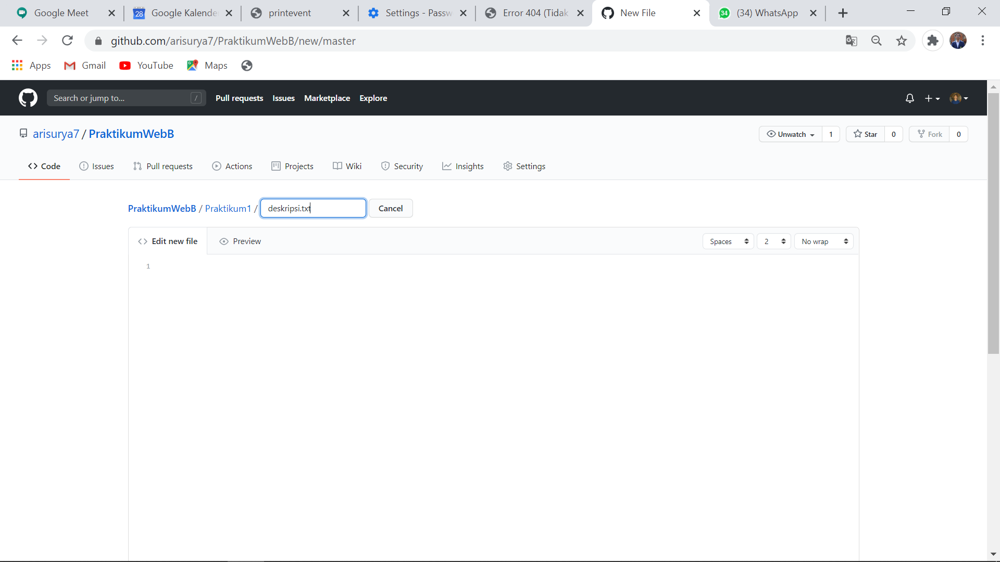 Google Meet
28 Google Kalende
printevent
Settings - Passw
Error 404 (Tidak
New File
34 (34) WhatsApp
github.com/arisurya7/PraktikumWebB/new/master
Apps Gmail YouTube Maps
Search or jump to... /
Pull requests Issues Marketplace Explore
arisurya7 / PraktikumWebB
Unwatch 1 Star 0 Fork 0
Code Issues Pull requests Actions Projects Wiki Security Insights Settings
PraktikumWebB / Praktikum1 / deskripsi.txt Cancel
Edit new file Preview Spaces 2 No wrap
1